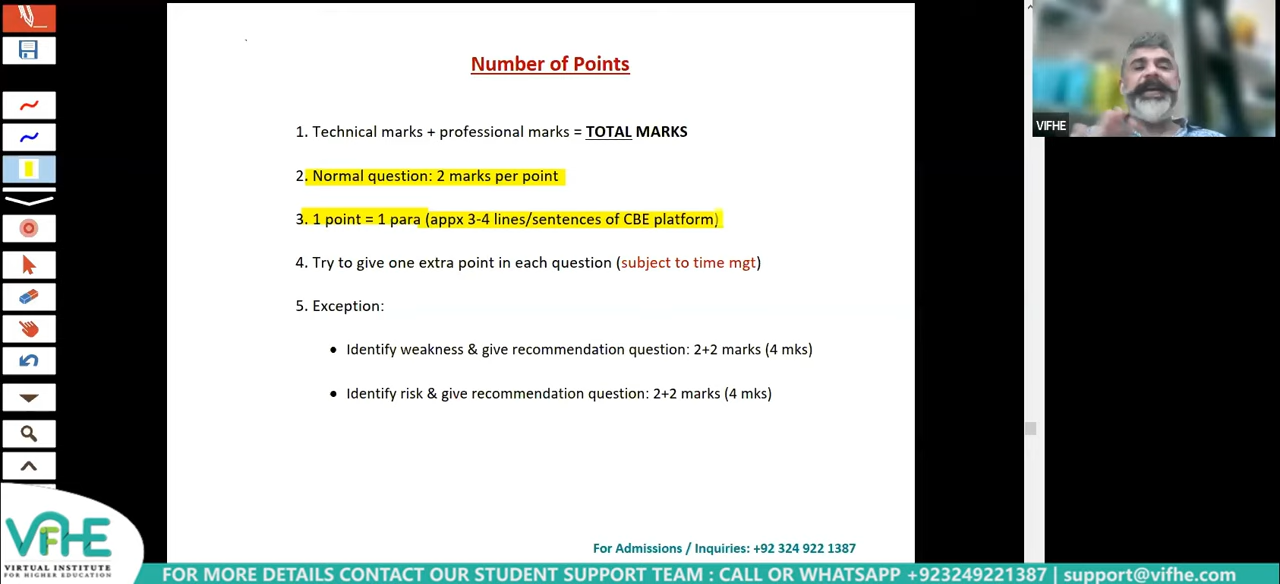 Number of Points
1. Technical marks + professional marks = TOTAL MARKS
2. Normal question: 2 marks per point
3. 1 point = 1 para (appx 3-4 lines/sentences of CBE platform)
4. Try to give one extra point in each question (subject to time mgt)
5. Exception:
• Identify weakness & give recommendation question: 2+2 marks (4 mks)
• Identify risk & give recommendation question: 2+2 marks (4 mks)
VIFHE
For Admissions / Inquiries: +92 324 922 1387
VIFHE
VIRTUAL INSTITUTE
FOR HIGHER EDUCATION
FOR MORE DETAILS CONTACT OUR STUDENT SUPPORT TEAM : CALL OR WHATSAPP +923249221387 | support@vifhe.com